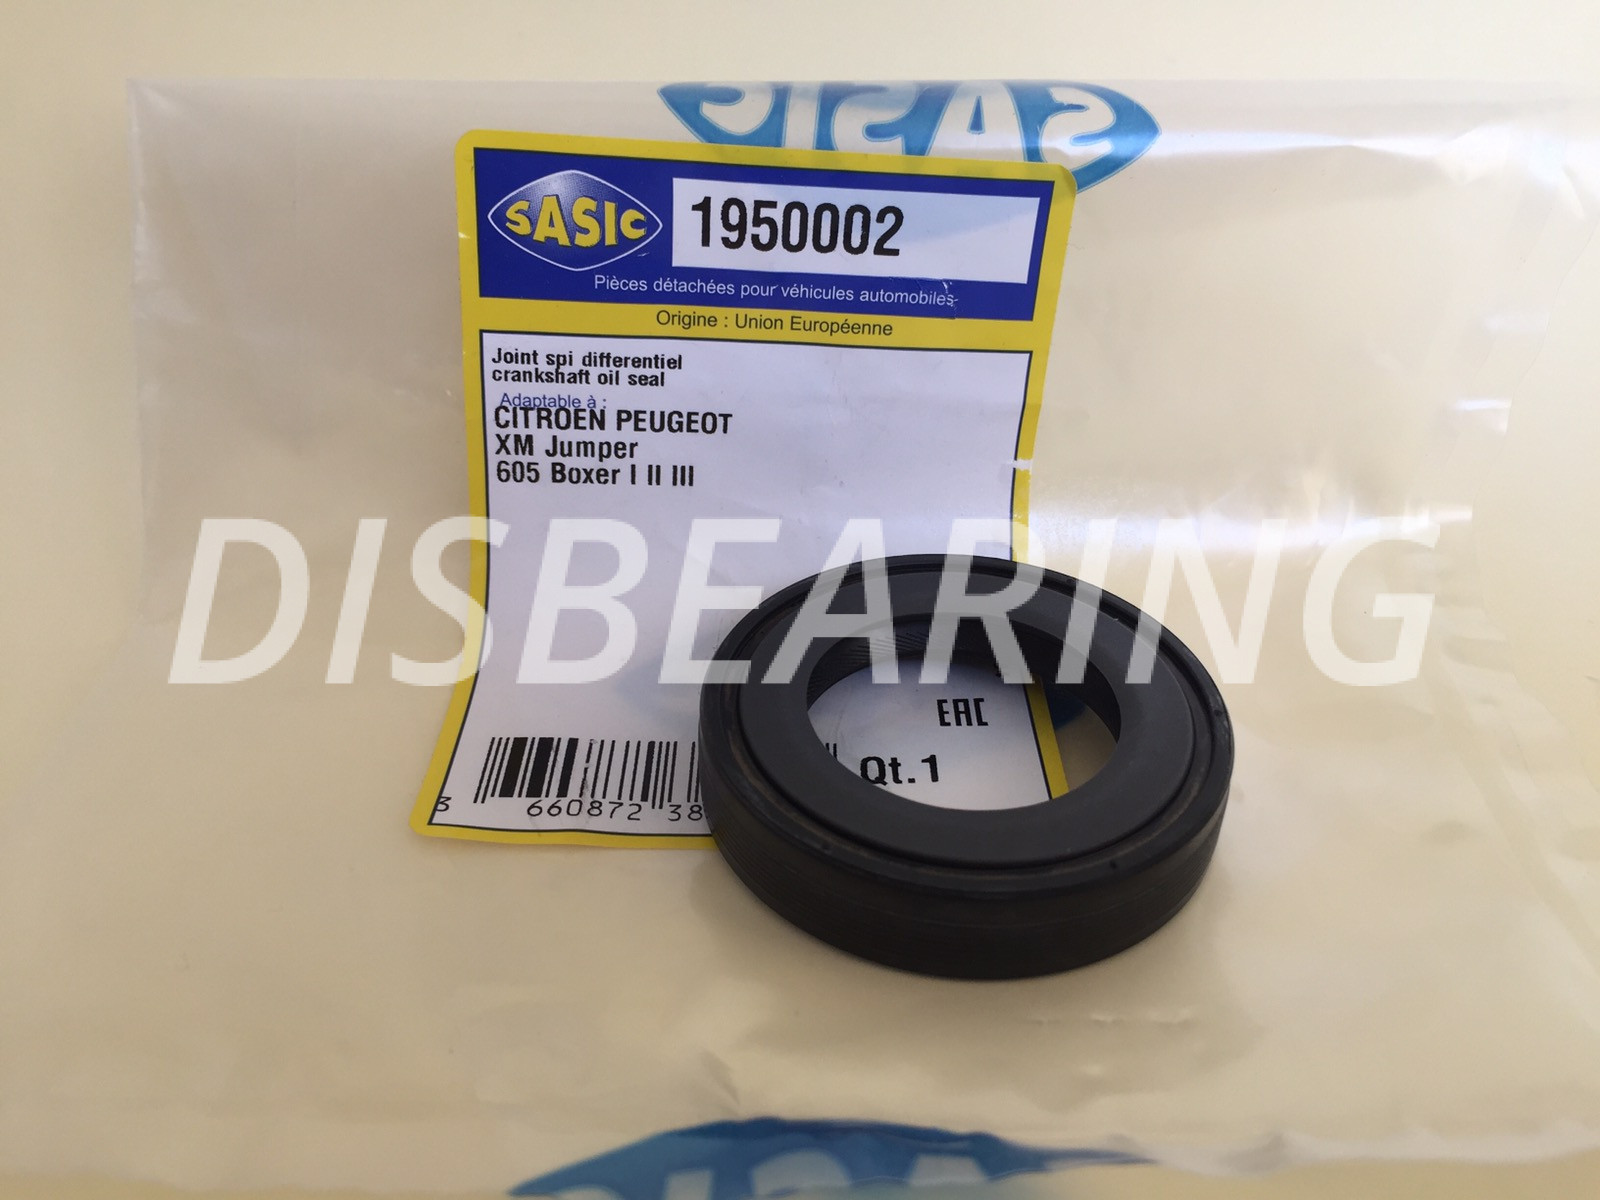 SASIC
SASIC
1950002
Pièces détachées pour véhicules automobiles
Origine : Union Européenne
Joint spi differentiel
crankshaft oil seal
Adaptable à :
CITROEN PEUGEOT
XM Jumper
605 Boxer I II III
DISBEARING
EAC
Qt.1
3 660872 38